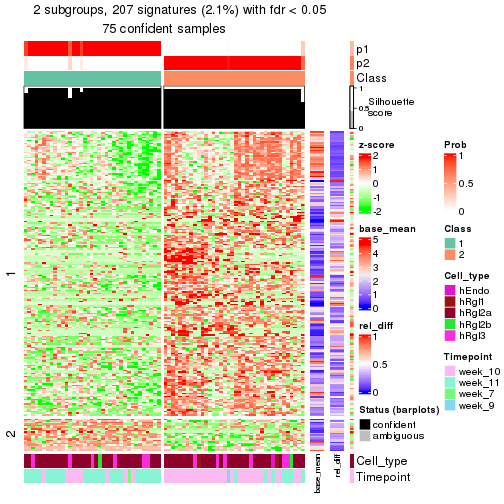 2 subgroups, 207 signatures (2.1%) with fdr < 0.05
75 confident samples
p1
p2
Class
1
0.5
0
Silhouette
score
1
2
Cell_type
Timepoint
base_mean
rel_diff
z-score
2
1
0
-1
-2
base_mean
5
4
3
2
1
0
rel_diff
1
0.5
0
Status (barplots)
confident
ambiguous
Prob
1
0.5
0
Class
1
2
Cell_type
hEndo
hRgl1
hRgl2a
hRgl2b
hRgl3
Timepoint
week_10
week_11
week_7
week_9